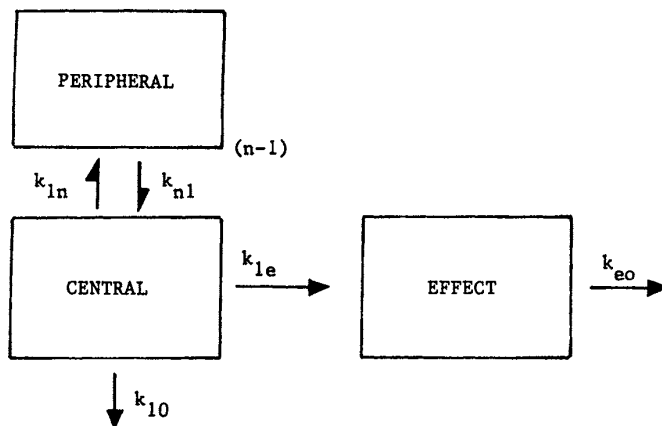 PERIPHERAL
(n-1)
k1n
kn1
CENTRAL
k1e
EFFECT
keo
k10